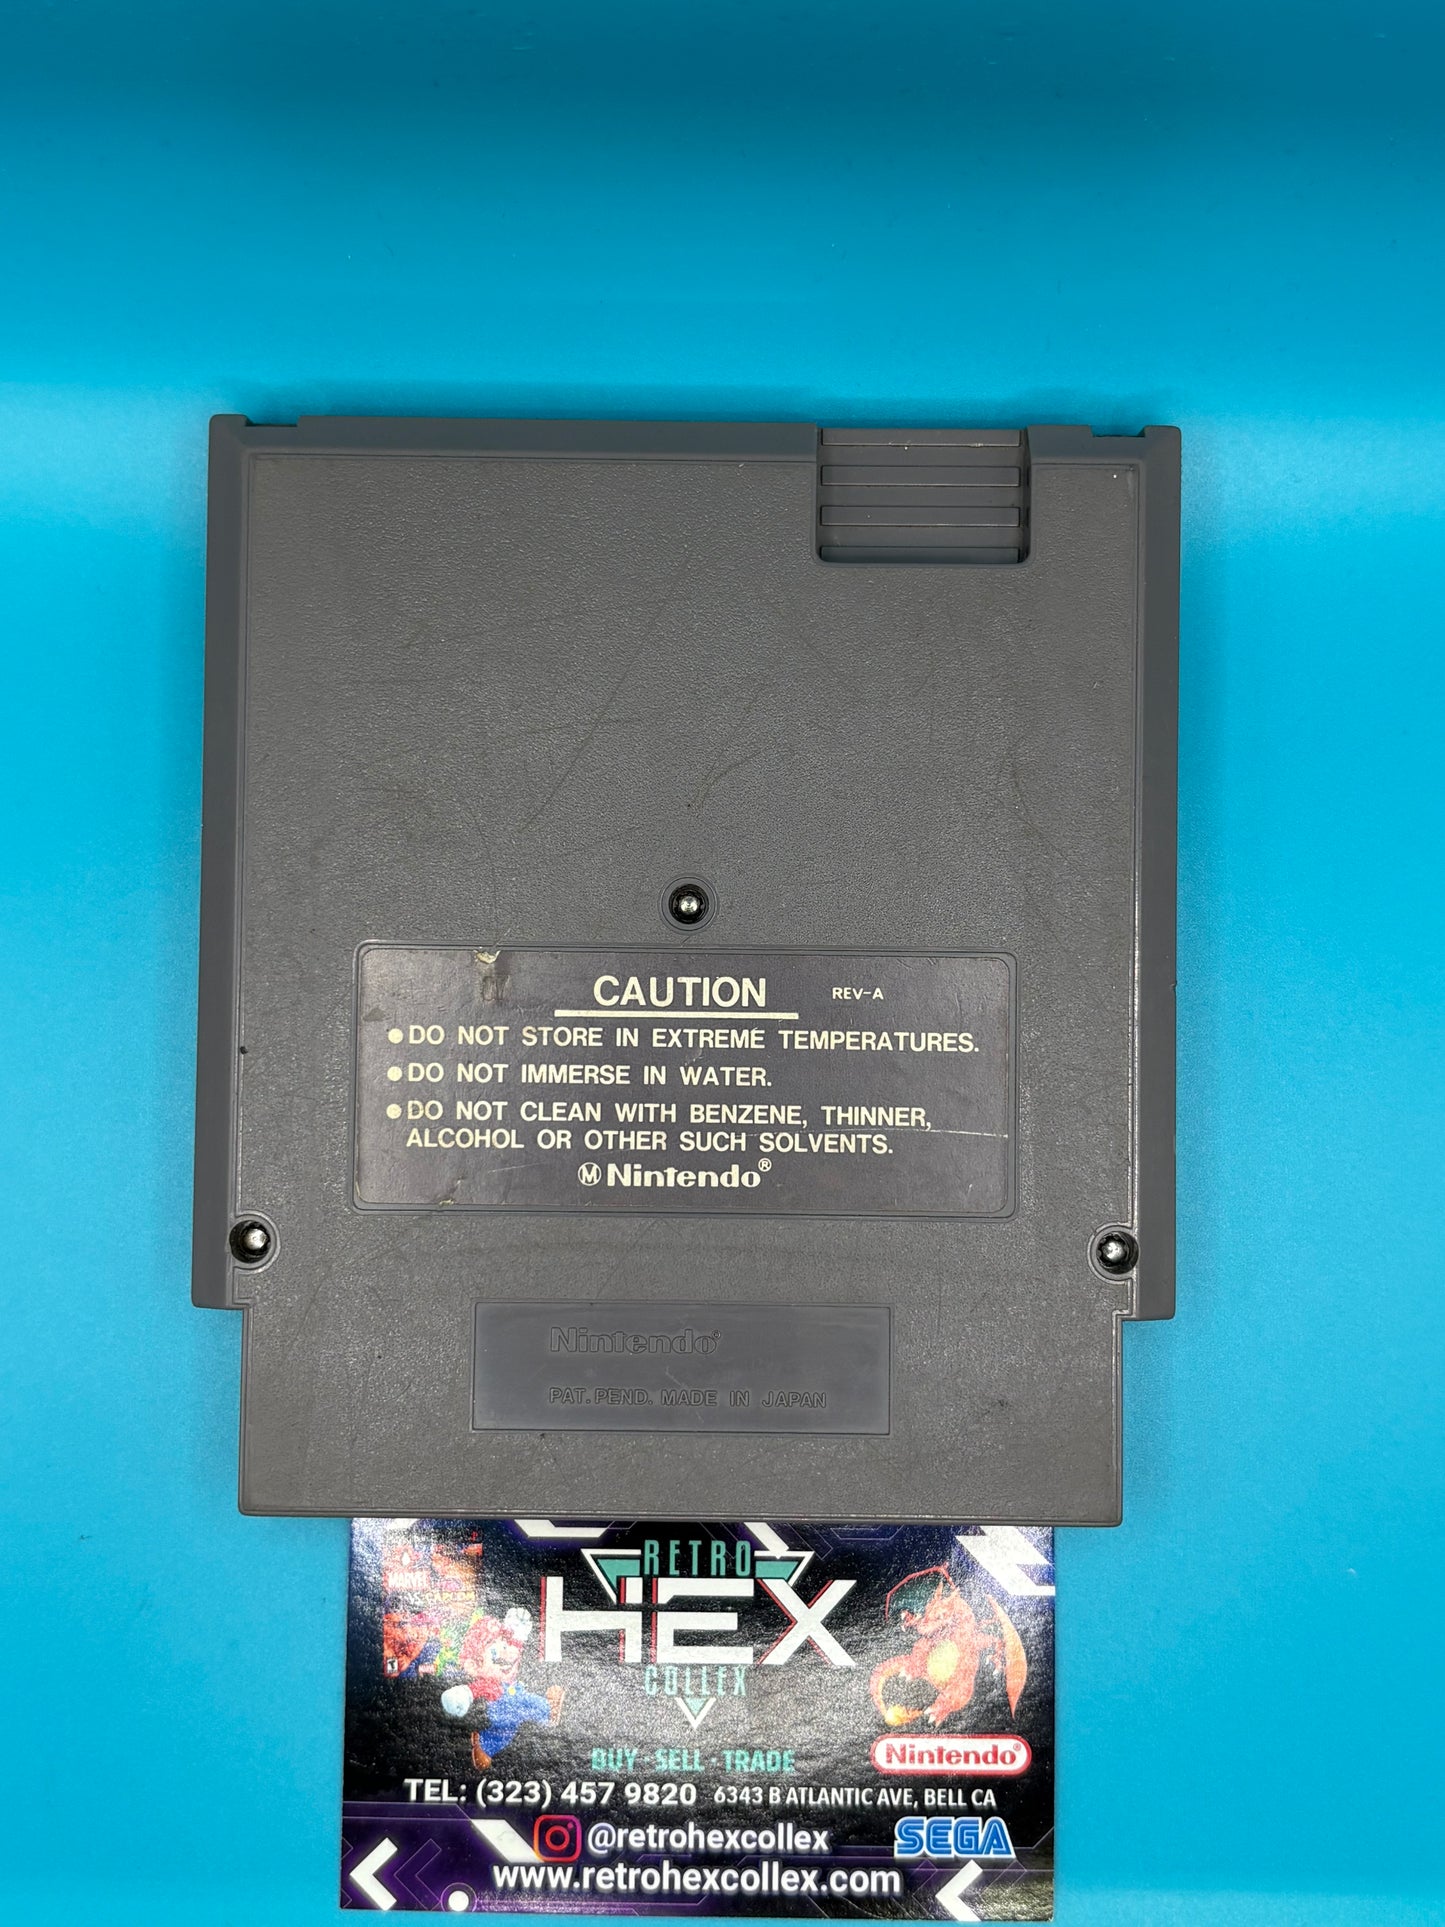 CAUTION REV-A
●DO NOT STORE IN EXTREME TEMPERATURES.
●DO NOT IMMERSE IN WATER.
●DO NOT CLEAN WITH BENZENE, THINNER,
ALCOHOL OR OTHER SUCH SOLVENTS.
Ⓜ Nintendo®
Nintendo®
PAT. PEND. MADE IN JAPAN
RETRO
HEX
COLLEX
MARVEL
BUY · SELL · TRADE
Nintendo®
TEL: (323) 457 9820 6343 B ATLANTIC AVE, BELL CA
@retrohexcollex
SEGA
www.retrohexcollex.com